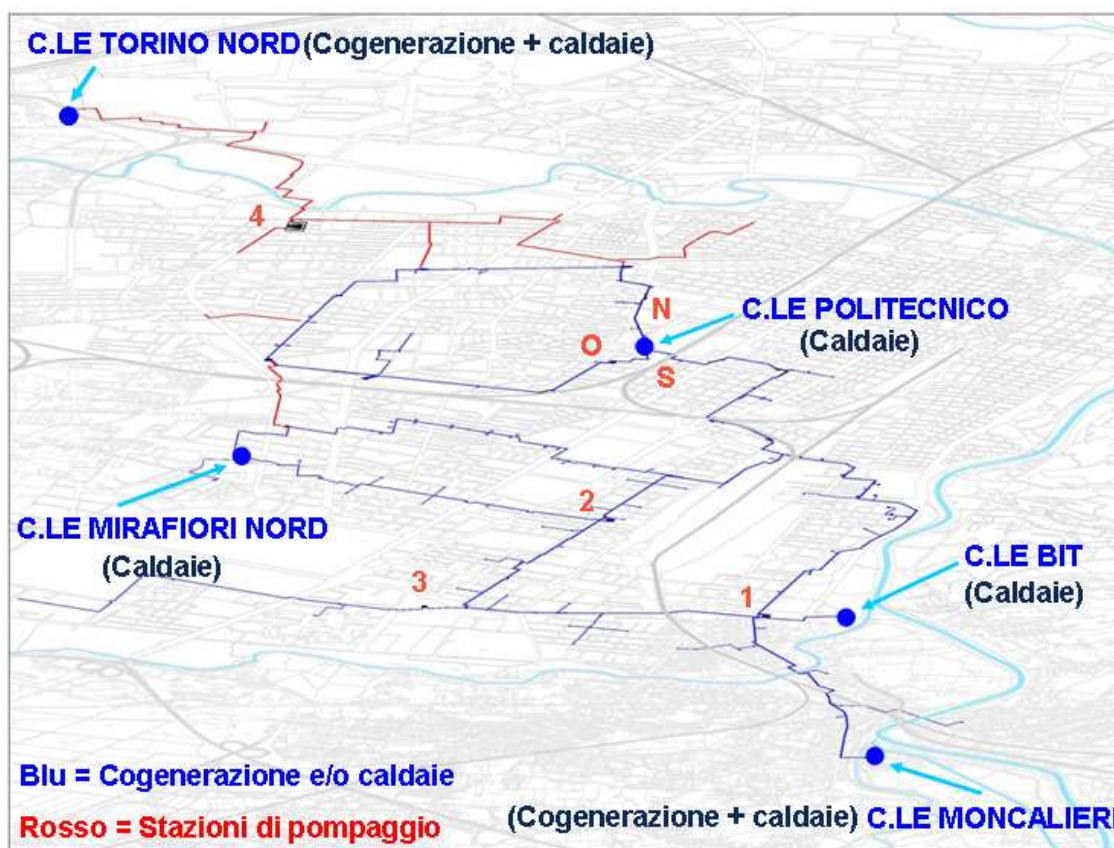 C.LE TORINO NORD (Cogenerazione + caldaie)
4
N
C.LE POLITECNICO
(Caldaie)
O
S
2
C.LE MIRAFIORI NORD
(Caldaie)
C.LE BIT
(Caldaie)
3
1
Blu = Cogenerazione e/o caldaie
(Cogenerazione + caldaie) C.LE MONCALIERI
Rosso = Stazioni di pompaggio